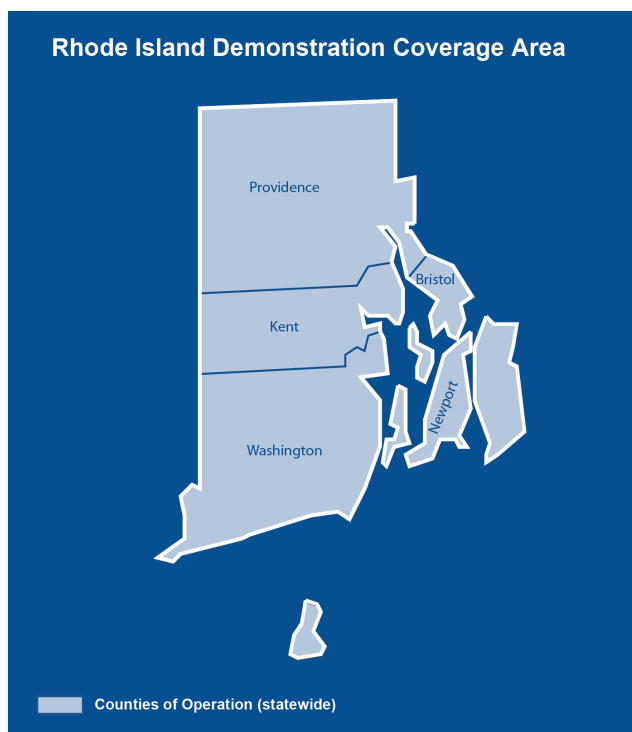 Rhode Island Demonstration Coverage Area
Providence
Bristol
Kent
Newport
Washington
Counties of Operation (statewide)